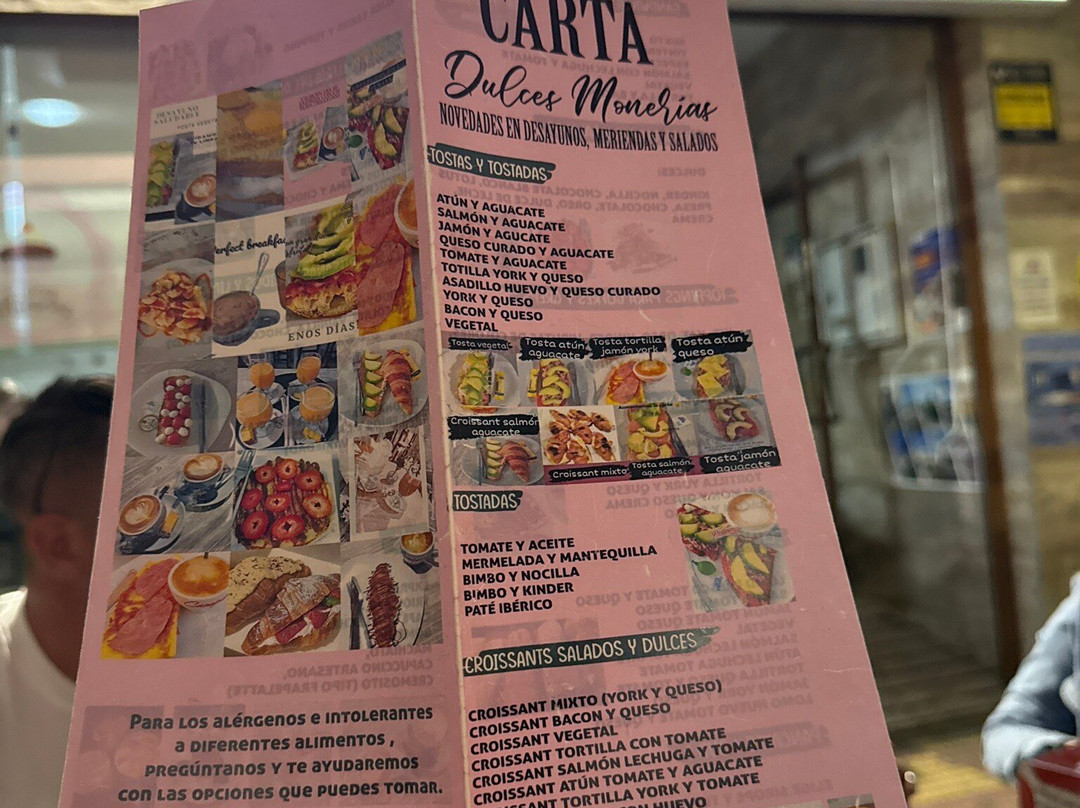 CARTA
Dulces Monerías
NOVEDADES EN DESAYUNOS, MERIENDAS Y SALADOS
TOSTAS Y TOSTADAS
ATÚN Y AGUACATE
SALMÓN Y AGUACATE
JAMÓN Y AGUCATE
QUESO CURADO Y AGUACATE
TOMATE Y AGUACATE
TOTILLA YORK Y QUESO
ASADILLO HUEVO Y QUESO CURADO
YORK Y QUESO
BACON Y QUESO
VEGETAL
Tosta vegetal
Tosta atún aguacate
Tosta tortilla jamón york
Tosta atún queso
Croissant salmón aguacate
Croissant mixto
Tosta salmón aguacate
Tosta jamón aguacate
TOSTADAS
TOMATE Y ACEITE
MERMELADA Y MANTEQUILLA
BIMBO Y NOCILLA
BIMBO Y KINDER
PATÉ IBÉRICO
CROISSANTS SALADOS Y DULCES
CROISSANT MIXTO (YORK Y QUESO)
CROISSANT BACON Y QUESO
CROISSANT VEGETAL
CROISSANT TORTILLA CON TOMATE
CROISSANT SALMÓN LECHUGA Y TOMATE
CROISSANT ATÚN TOMATE Y AGUACATE
CROISSANT TORTILLA YORK Y TOMATE
CON HUEVO
DESAYUNO
SALUDABLE
perfect breakfast
ENOS DÍAS
PARA LOS ALÉRGENOS E INTOLERANTES
A DIFERENTES ALIMENTOS ,
PREGÚNTANOS Y TE AYUDAREMOS
CON LAS OPCIONES QUE PUEDES TOMAR.